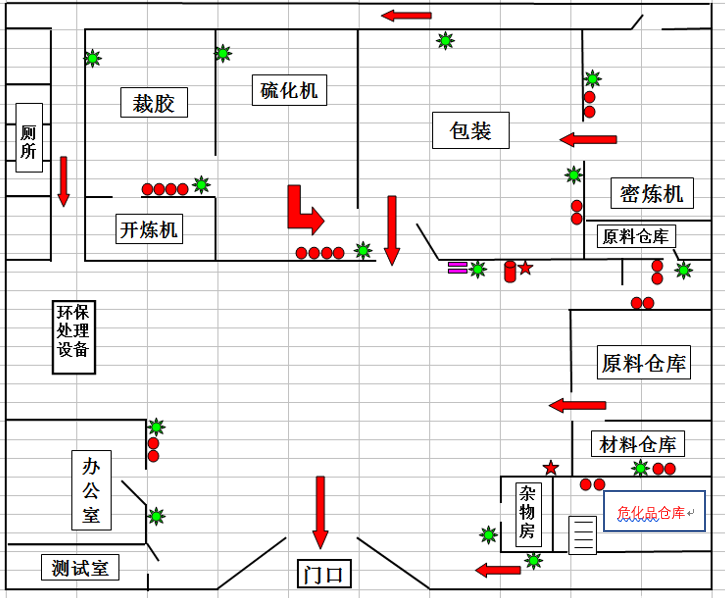 硫化机
裁胶
包装
厕
所
密炼机
开炼机
原料仓库
环保
处理
设备
原料仓库
材料仓库
办
公
室
杂
物
房
危化品仓库
测试室
门口